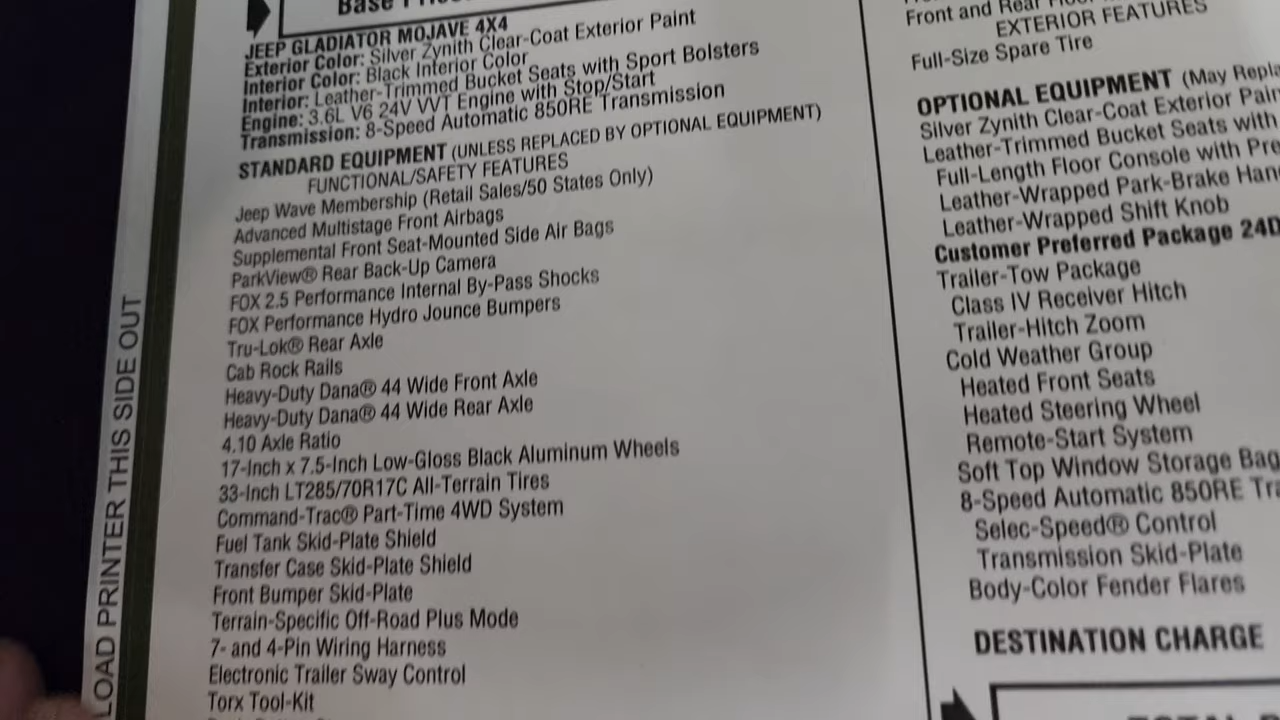 Base
JEEP GLADIATOR MOJAVE 4X4
Exterior Color: Silver Zynith Clear-Coat Exterior Paint
Interior Color: Black Interior Color
Interior: Leather-Trimmed Bucket Seats with Sport Bolsters
Engine: 3.6L V6 24V VVT Engine with Stop/Start
Transmission: 8-Speed Automatic 850RE Transmission
STANDARD EQUIPMENT (UNLESS REPLACED BY OPTIONAL EQUIPMENT)
FUNCTIONAL/SAFETY FEATURES
Jeep Wave Membership (Retail Sales/50 States Only)
Advanced Multistage Front Airbags
Supplemental Front Seat-Mounted Side Air Bags
ParkView® Rear Back-Up Camera
FOX 2.5 Performance Internal By-Pass Shocks
FOX Performance Hydro Jounce Bumpers
Tru-Lok® Rear Axle
Cab Rock Rails
Heavy-Duty Dana® 44 Wide Front Axle
Heavy-Duty Dana® 44 Wide Rear Axle
4.10 Axle Ratio
17-Inch x 7.5-Inch Low-Gloss Black Aluminum Wheels
33-Inch LT285/70R17C All-Terrain Tires
Command-Trac® Part-Time 4WD System
Fuel Tank Skid-Plate Shield
Transfer Case Skid-Plate Shield
Front Bumper Skid-Plate
Terrain-Specific Off-Road Plus Mode
7- and 4-Pin Wiring Harness
Electronic Trailer Sway Control
Torx Tool-Kit
Front and Rear
EXTERIOR FEATURES
Full-Size Spare Tire
OPTIONAL EQUIPMENT (May Repla
Silver Zynith Clear-Coat Exterior Pain
Leather-Trimmed Bucket Seats with
Full-Length Floor Console with Pre
Leather-Wrapped Park-Brake Han
Leather-Wrapped Shift Knob
Customer Preferred Package 24D
Trailer-Tow Package
Class IV Receiver Hitch
Trailer-Hitch Zoom
Cold Weather Group
Heated Front Seats
Heated Steering Wheel
Remote-Start System
Soft Top Window Storage Bag
8-Speed Automatic 850RE Tra
Selec-Speed® Control
Transmission Skid-Plate
Body-Color Fender Flares
DESTINATION CHARGE
LOAD PRINTER THIS SIDE OUT